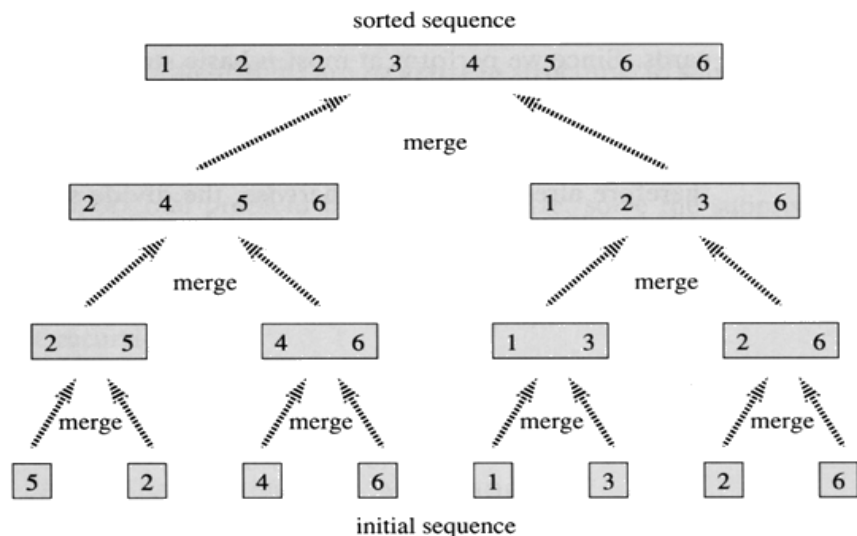 sorted sequence
1 2 2 3 4 5 6 6
merge
2 4 5 6 1 2 3 6
merge merge
2 5 4 6 1 3 2 6
merge merge merge merge
5 2 4 6 1 3 2 6
initial sequence